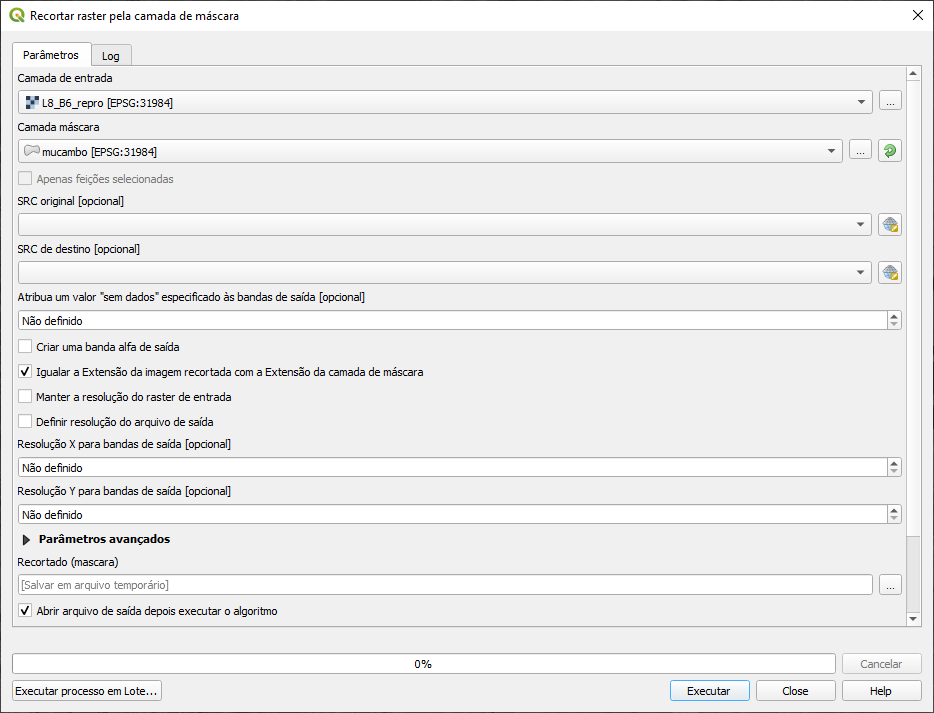 Recortar raster pela camada de máscara
Parâmetros
Log
Camada de entrada
L8_B6_repro [EPSG:31984]
...
Camada máscara
mucambo [EPSG:31984]
...
Apenas feições selecionadas
SRC original [opcional]
SRC de destino [opcional]
Atribua um valor "sem dados" especificado às bandas de saída [opcional]
Não definido
Criar uma banda alfa de saída
Igualar a Extensão da imagem recortada com a Extensão da camada de máscara
Manter a resolução do raster de entrada
Definir resolução do arquivo de saída
Resolução X para bandas de saída [opcional]
Não definido
Resolução Y para bandas de saída [opcional]
Não definido
Parâmetros avançados
Recortado (mascara)
[Salvar em arquivo temporário]
...
Abrir arquivo de saída depois executar o algoritmo
0%
Cancelar
Executar processo em Lote...
Executar
Close
Help